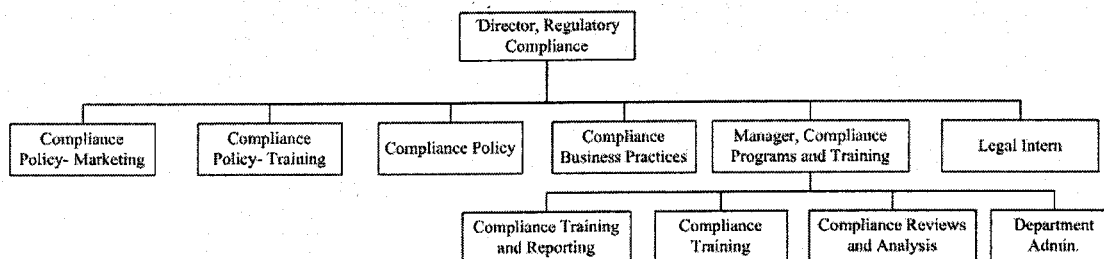 Director, Regulatory
Compliance
Compliance
Policy- Marketing
Compliance
Policy- Training
Compliance Policy
Compliance
Business Practices
Manager, Compliance
Programs and Training
Legal Intern
Compliance Training
and Reporting
Compliance
Training
Compliance Reviews
and Analysis
Department
Admin.